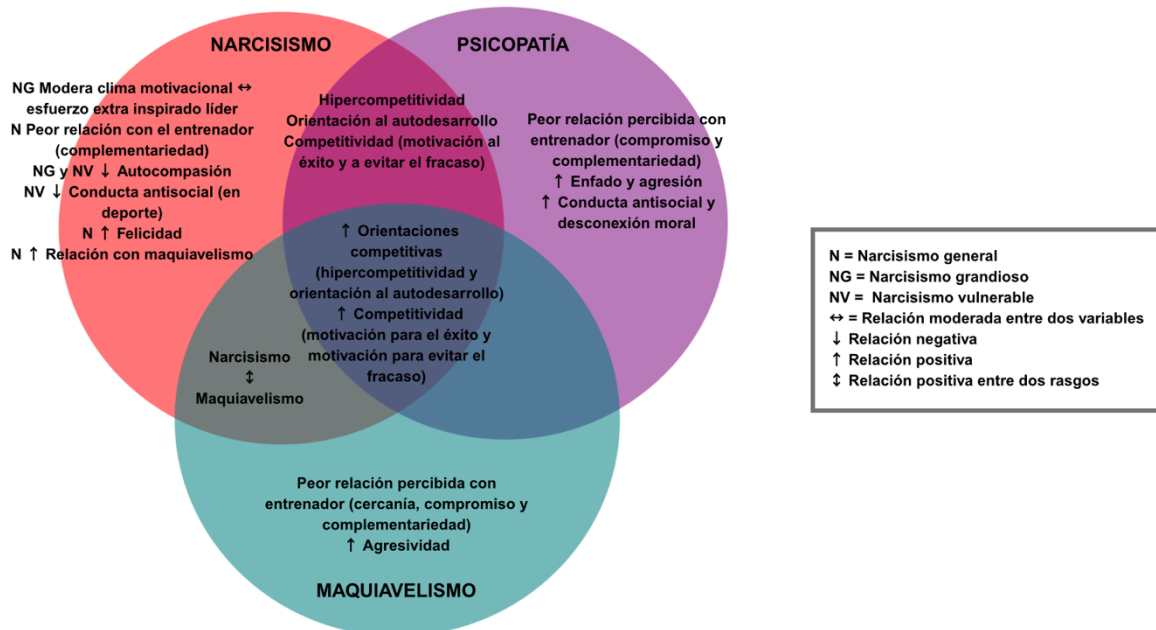 NARCISISMO
NG Modera clima motivacional ↔
esfuerzo extra inspirado líder
N Peor relación con el entrenador
(complementariedad)
NG y NV ↓ Autocompasión
NV ↓ Conducta antisocial (en
deporte)
N ↑ Felicidad
N ↑ Relación con maquiavelismo
PSICOPATÍA
Hipercompetitividad
Orientación al autodesarrollo
Competitividad (motivación al
éxito y a evitar el fracaso)
Peor relación percibida con
entrenador (compromiso y
complementariedad)
↑ Enfado y agresión
↑ Conducta antisocial y
desconexión moral
↑ Orientaciones
competitivas
(hipercompetitividad y
orientación al autodesarrollo)
↑ Competitividad
(motivación para el éxito y
motivación para evitar el
fracaso)
Narcisismo
↕
Maquiavelismo
Peor relación percibida con
entrenador (cercanía, compromiso y
complementariedad)
↑ Agresividad
MAQUIAVELISMO
N = Narcisismo general
NG = Narcisismo grandioso
NV = Narcisismo vulnerable
↔ = Relación moderada entre dos variables
↓ Relación negativa
↑ Relación positiva
↕ Relación positiva entre dos rasgos